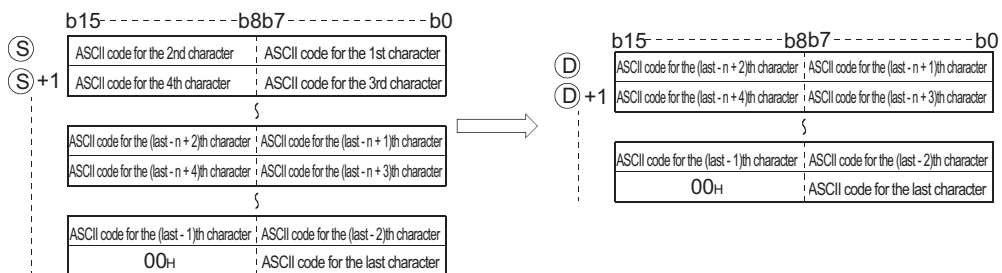 b15 b8b7 b0
Ⓢ ASCII code for the 2nd character ASCII code for the 1st character
Ⓢ+1 ASCII code for the 4th character ASCII code for the 3rd character
ASCII code for the (last - n + 2)th character ASCII code for the (last - n + 1)th character
ASCII code for the (last - n + 4)th character ASCII code for the (last - n + 3)th character
ASCII code for the (last - 1)th character ASCII code for the (last - 2)th character
00H ASCII code for the last character
b15 b8b7 b0
Ⓓ ASCII code for the (last - n + 2)th character ASCII code for the (last - n + 1)th character
Ⓓ+1 ASCII code for the (last - n + 4)th character ASCII code for the (last - n + 3)th character
ASCII code for the (last - 1)th character ASCII code for the (last - 2)th character
00H ASCII code for the last character